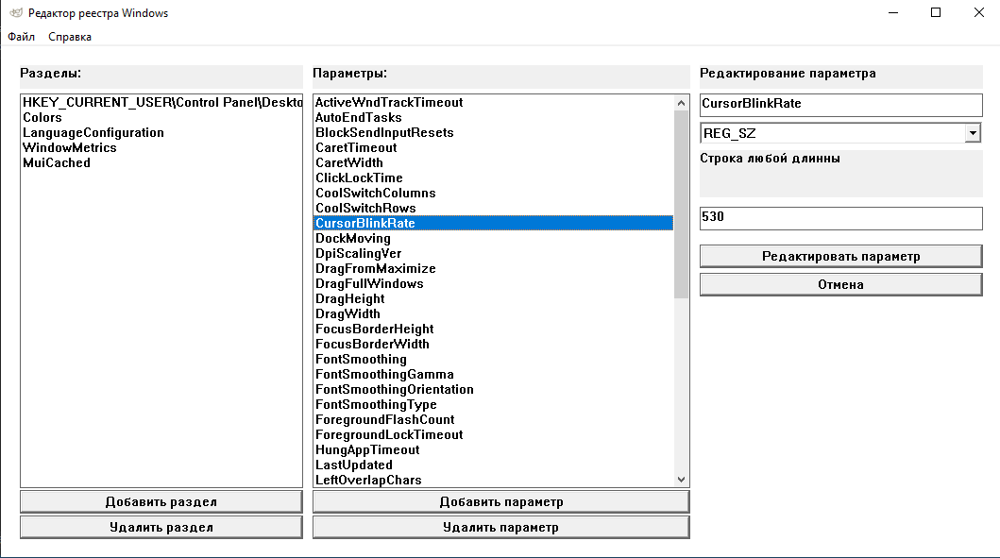 Редактор реестра Windows
Файл Справка
Разделы:
HKEY_CURRENT_USER\Control Panel\Deskto
Colors
LanguageConfiguration
WindowMetrics
MuiCached
Добавить раздел
Удалить раздел
Параметры:
ActiveWndTrackTimeout
AutoEndTasks
BlockSendInputResets
CaretTimeout
CaretWidth
ClickLockTime
CoolSwitchColumns
CoolSwitchRows
CursorBlinkRate
DockMoving
DpiScalingVer
DragFromMaximize
DragFullWindows
DragHeight
DragWidth
FocusBorderHeight
FocusBorderWidth
FontSmoothing
FontSmoothingGamma
FontSmoothingOrientation
FontSmoothingType
ForegroundFlashCount
ForegroundLockTimeout
HungAppTimeout
LastUpdated
LeftOverlapChars
Добавить параметр
Удалить параметр
Редактирование параметра
CursorBlinkRate
REG_SZ
Строка любой длинны
530
Редактировать параметр
Отмена